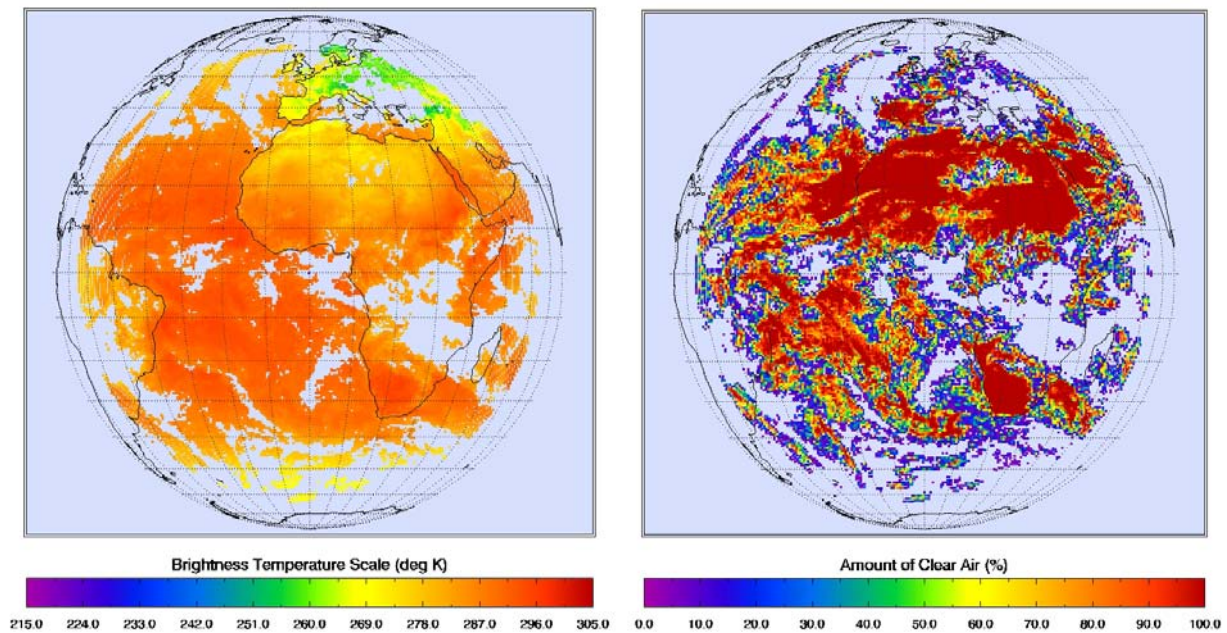 Brightness Temperature Scale (deg K)
215.0 224.0 233.0 242.0 251.0 260.0 269.0 278.0 287.0 296.0 305.0
Amount of Clear Air (%)
0.0 10.0 20.0 30.0 40.0 50.0 60.0 70.0 80.0 90.0 100.0